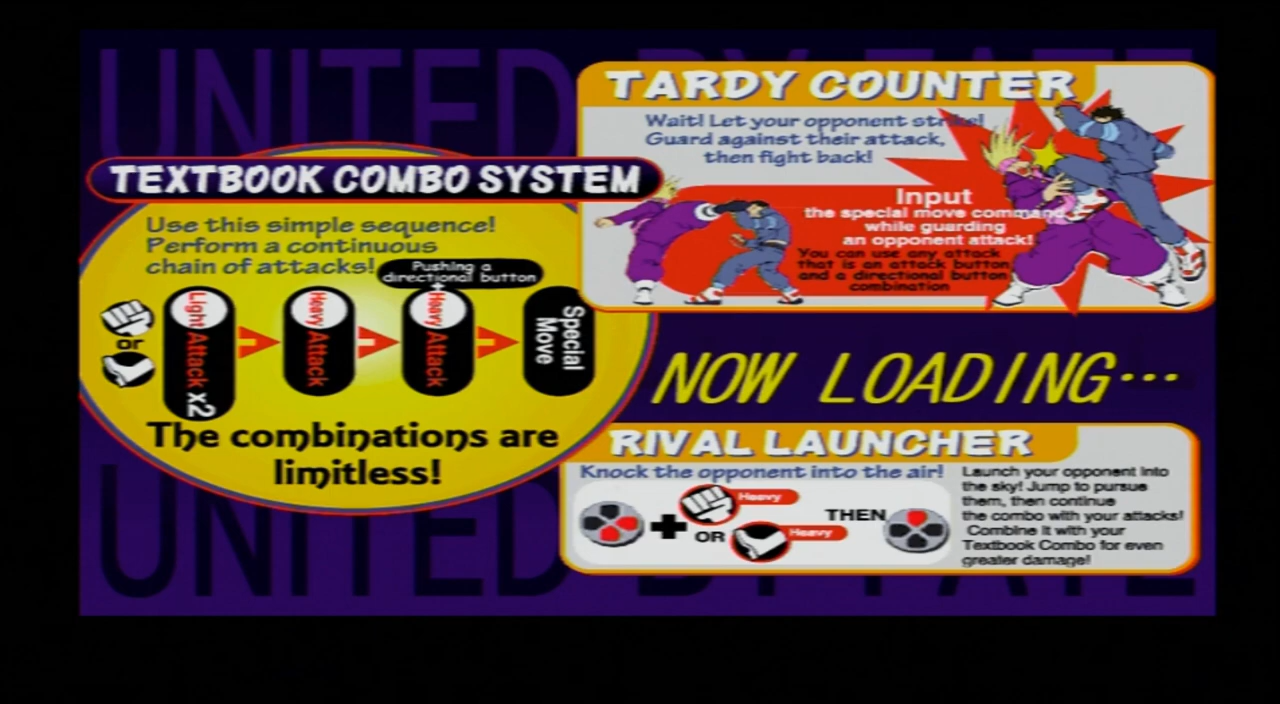 UNITED BY FATE
TEXTBOOK COMBO SYSTEM
Use this simple sequence!
Perform a continuous
chain of attacks!
Pushing a
directional button
+
or
Light Attack x2
Heavy Attack
Heavy Attack
Special
Move
The combinations are
limitless!
TARDY COUNTER
Wait! Let your opponent strike!
Guard against their attack,
then fight back!
Input
the special move command
while guarding
an opponent attack!
You can use any attack
that is an attack button
and a directional button
combination
NOW LOADING...
RIVAL LAUNCHER
Knock the opponent into the air!
Heavy
OR
Heavy
THEN
Launch your opponent into
the sky! Jump to pursue
them, then continue
the combo with your attacks!
Combine it with your
Textbook Combo for even
greater damage!
UNITED BY FATE